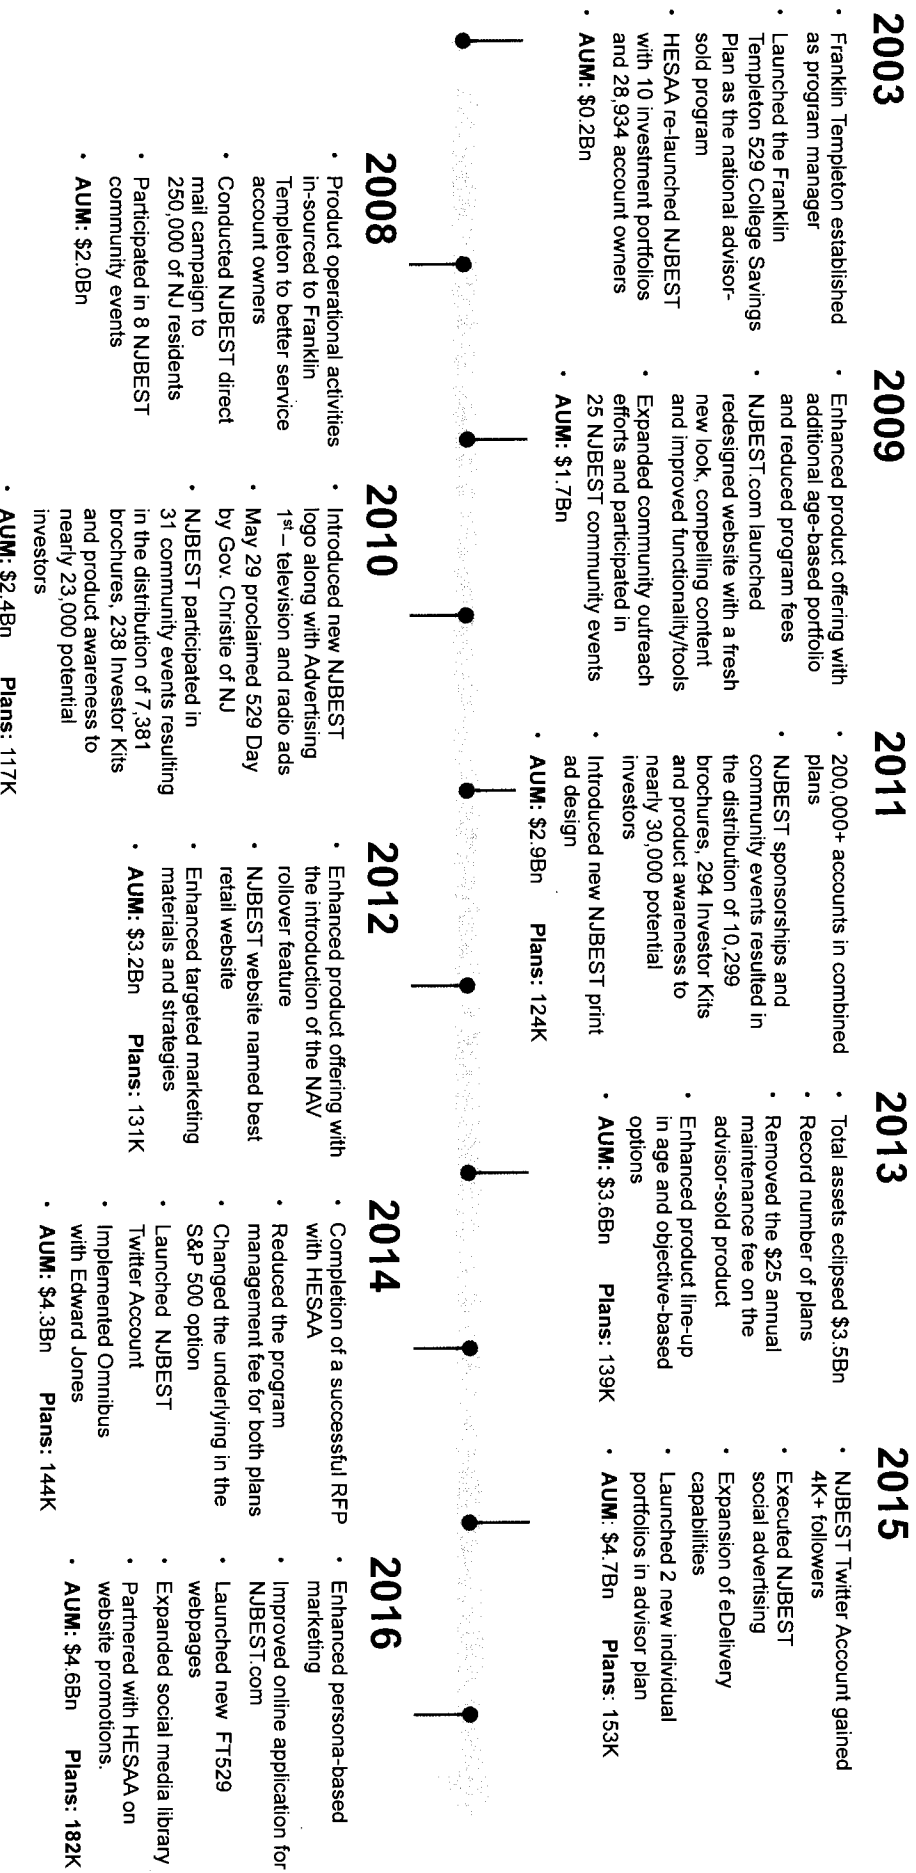 2003
• Franklin Templeton established
as program manager
• Launched the Franklin
Templeton 529 College Savings
Plan as the national advisor-
sold program
• HESAA re-launched NJBEST
with 10 investment portfolios
and 28,934 account owners
• AUM: $0.2Bn
2008
• Product operational activities
in-sourced to Franklin
Templeton to better service
account owners
• Conducted NJBEST direct
mail campaign to
250,000 of NJ residents
• Participated in 8 NJBEST
community events
• AUM: $2.0Bn
2009
• Enhanced product offering with
additional age-based portfolio
and reduced program fees
• NJBEST.com launched
redesigned website with a fresh
new look, compelling content
and improved functionality/tools
• Expanded community outreach
efforts and participated in
25 NJBEST community events
• AUM: $1.7Bn
2010
• Introduced new NJBEST
logo along with Advertising
1st – television and radio ads
• May 29 proclaimed 529 Day
by Gov. Christie of NJ
• NJBEST participated in
31 community events resulting
in the distribution of 7,381
brochures, 238 Investor Kits
and product awareness to
nearly 23,000 potential
investors
• AUM: $2.4Bn Plans: 117K
2011
• 200,000+ accounts in combined
plans
• NJBEST sponsorships and
community events resulted in
the distribution of 10,299
brochures, 294 Investor Kits
and product awareness to
nearly 30,000 potential
investors
• Introduced new NJBEST print
ad design
• AUM: $2.9Bn Plans: 124K
2012
• Enhanced product offering with
the introduction of the NAV
rollover feature
• NJBEST website named best
retail website
• Enhanced targeted marketing
materials and strategies
• AUM: $3.2Bn Plans: 131K
2013
• Total assets eclipsed $3.5Bn
• Record number of plans
• Removed the $25 annual
maintenance fee on the
advisor-sold product
• Enhanced product line-up
in age and objective-based
options
• AUM: $3.6Bn Plans: 139K
2014
• Completion of a successful RFP
with HESAA
• Reduced the program
management fee for both plans
• Changed the underlying in the
S&P 500 option
• Launched NJBEST
Twitter Account
• Implemented Omnibus
with Edward Jones
• AUM: $4.3Bn Plans: 144K
2015
• NJBEST Twitter Account gained
4K+ followers
• Executed NJBEST
social advertising
• Expansion of eDelivery
capabilities
• Launched 2 new individual
portfolios in advisor plan
• AUM: $4.7Bn Plans: 153K
2016
• Enhanced persona-based
marketing
• Improved online application for
NJBEST.com
• Launched new FT529
webpages
• Expanded social media library
• Partnered with HESAA on
website promotions.
• AUM: $4.6Bn Plans: 182K